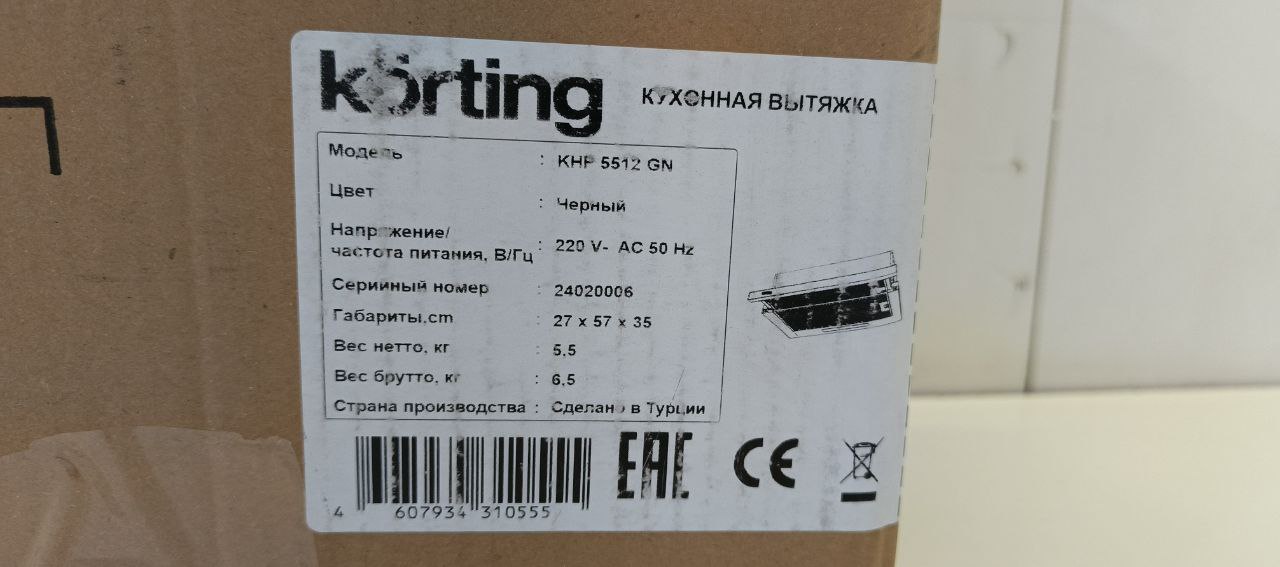 körting КУХОННАЯ ВЫТЯЖКА
Модель : KHP 5512 GN
Цвет : Черный
Напряжение/
частота питания, В/Гц : 220 V- AC 50 Hz
Серийный номер : 24020006
Габариты,cm : 27 x 57 x 35
Вес нетто, кг : 5.5
Вес брутто, кг : 6.5
Страна производства : Сделано в Турции
EAC CE
4 607934 310555